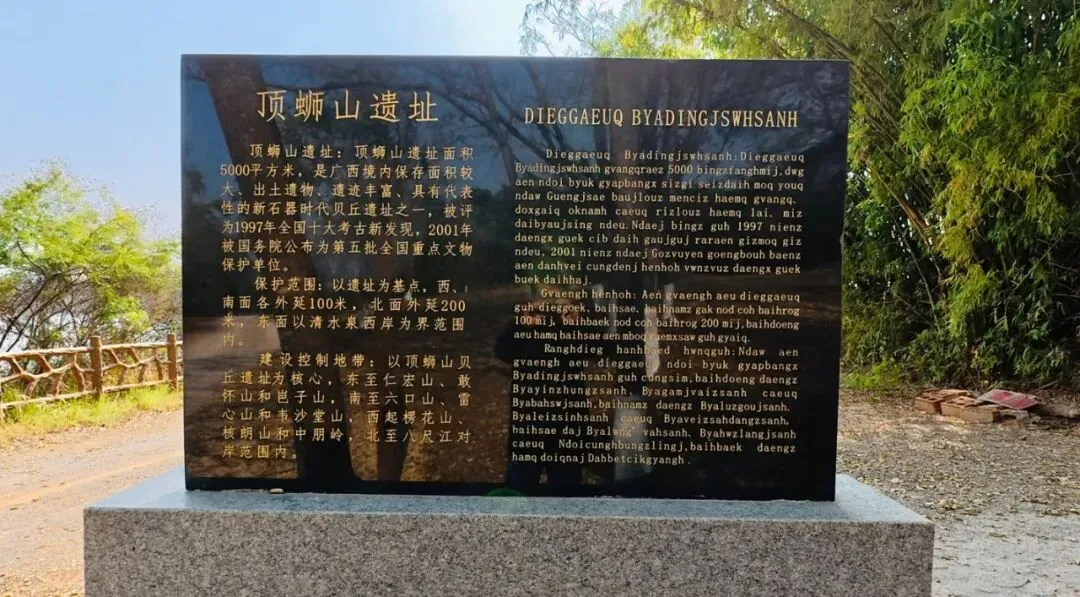 顶蛳山遗址
顶蛳山遗址：顶蛳山遗址面积
5000平方米，是广西境内保存面积较
大、出土遗物、遗迹丰富、具有代表
性的新石器时代贝丘遗址之一，被评
为1997年全国十大考古新发现，2001年
被国务院公布为第五批全国重点文物
保护单位。
保护范围：以遗址为基点，西、
南面各外延100米，北面外延200
米，东面以清水泉西岸为界范围
内。
建设控制地带：以顶蛳山贝
丘遗址为核心，东至仁宏山、敢
怀山和岜子山，南至六口山、雷
心山和韦沙堂山，西起楞花山、
核朗山和中朋岭，北至八尺江对
岸范围内。
DIEGGAEUQ BYADINGJSWHSANH
Dieggaeuq Byadingjswhsanh:Dieggaeuq
Byadingjswhsanh gvangqraez 5000 bingzfanghmij,dwg
aen ndoi byuk gyapbangx sizgi seizdaih moq youq
ndaw Guengjsae baujlouz menciz haemq gvangq,
doxgaiq oknamh caeuq rizlouz haemq lai, miz
daibyaujsing ndeu.Ndaej bingz guh 1997 nienz
daengx guek cib daih gaujguj raraen gizmoq giz
ndeu, 2001 nienz ndaej Gozvuyen goengbouh baenz
aen danhvei cungdenj henhoh vwnzvuz daengx guek
buek daihhaj.
Gvaengh henhoh: Aen gvaengh aeu dieggaeuq
guh dieggoek, baihsae, baihnamz gak nod coh baihrog
100 mij, baihbaek nod coh baihrog 200 mij,baihdoeng
aeu hamq baihsae aen mboq raemxsaw guh gyaiq.
Ranghdieg hanhhaed hwnqguh:Ndaw aen
gvaengh aeu dieggaeuq ndoi byuk gyapbangx
Byadingjswhsanh guh cungsim,baihdoeng daengz
Byayinzhungzsanh, Byagamjvaizsanh caeuq
Byabahswjsanh,baihnamz daengz Byaluzgoujsanh,
Byaleizsinhsanh caeuq Byaveizsahdangzsanh,
baihsae daj vahsanh, Byahwzlangjsanh
caeuq Ndoicunghbungzlingj,baihbaek daengz
hamq doiqnaj Dahbetcikgyangh.